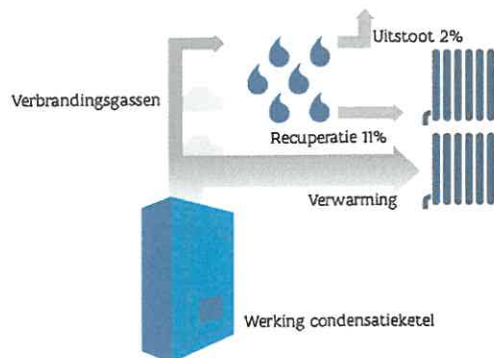 Uitstoot 2%
Verbrandingsgassen
Recuperatie 11%
Verwarming
Werking condensatieketel